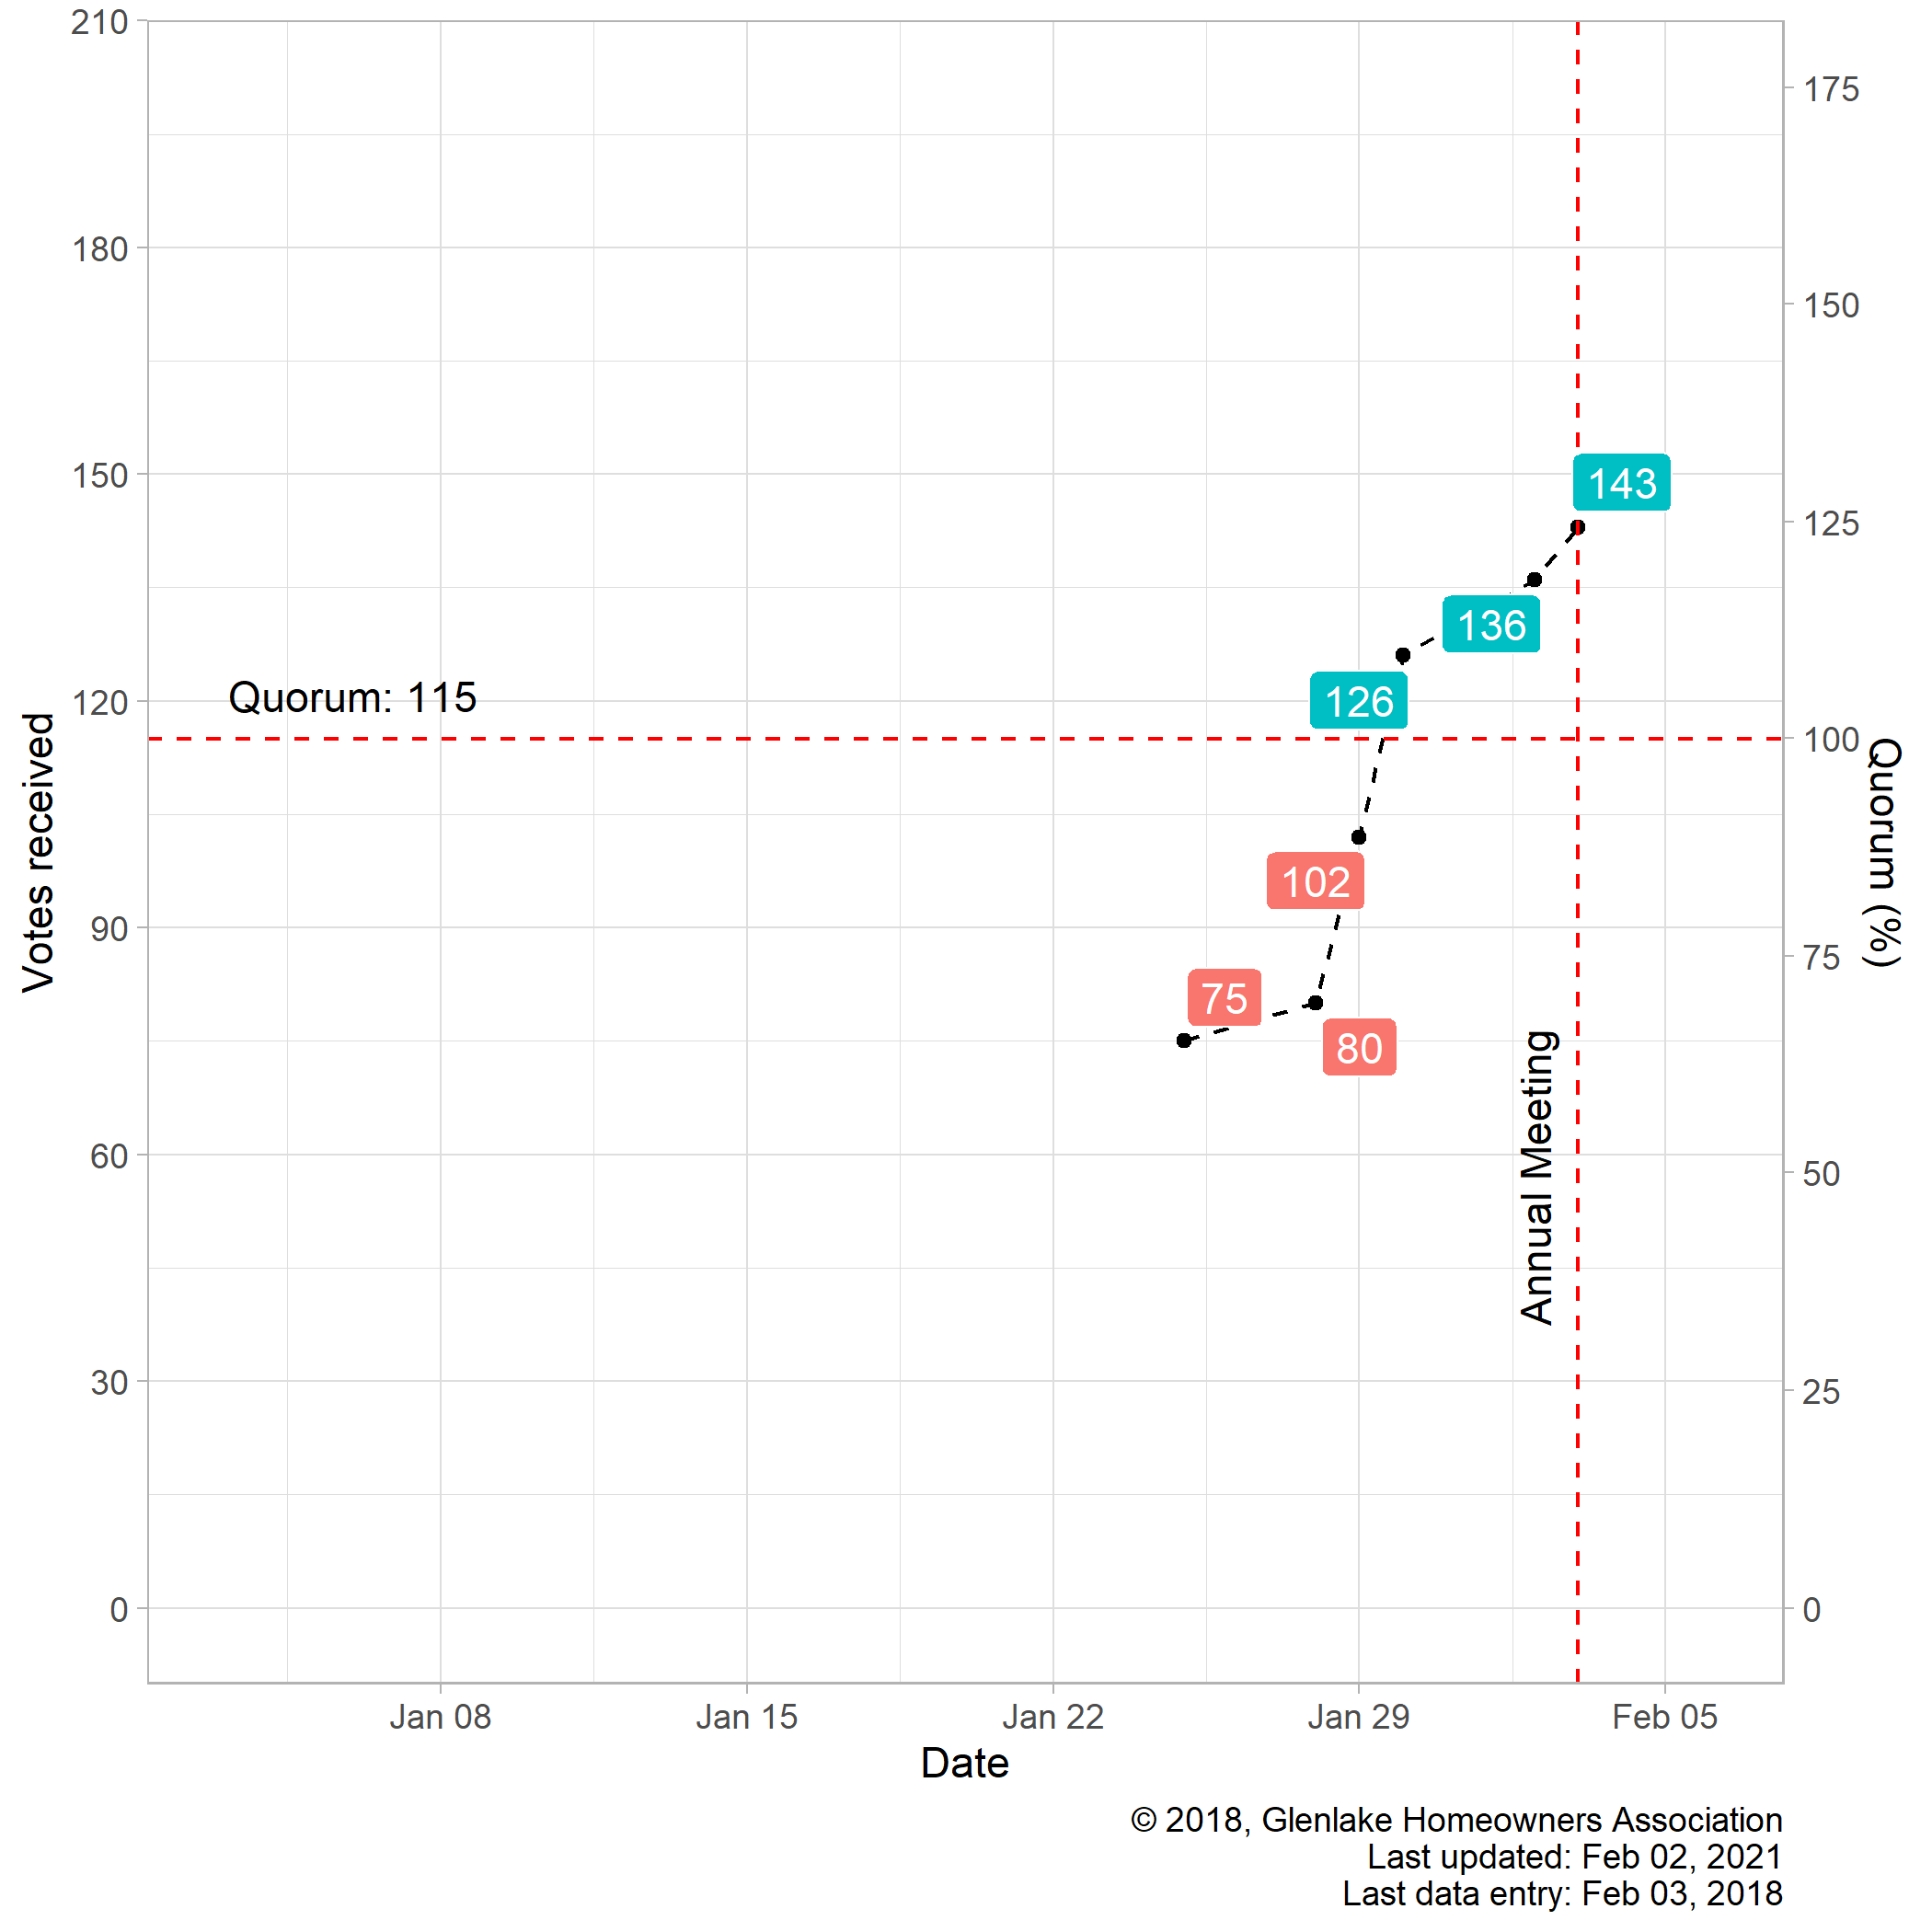 210
180
150
120
90
60
30
0
Votes received
175
150
125
100
75
50
25
0
Quorum (%)
Quorum: 115
143
136
126
102
75
80
Annual Meeting
Jan 08
Jan 15
Jan 22
Jan 29
Feb 05
Date
© 2018, Glenlake Homeowners Association
Last updated: Feb 02, 2021
Last data entry: Feb 03, 2018